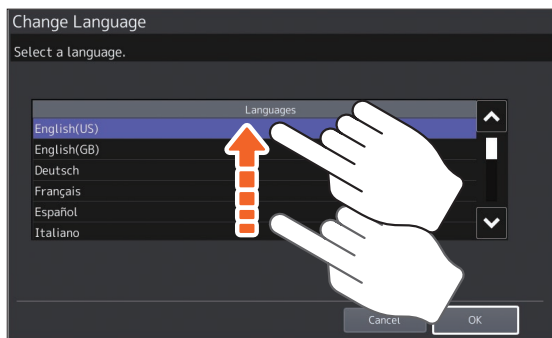 Change Language
Select a language.
Languages
English(US)
English(GB)
Deutsch
Français
Español
Italiano
Cancel
OK